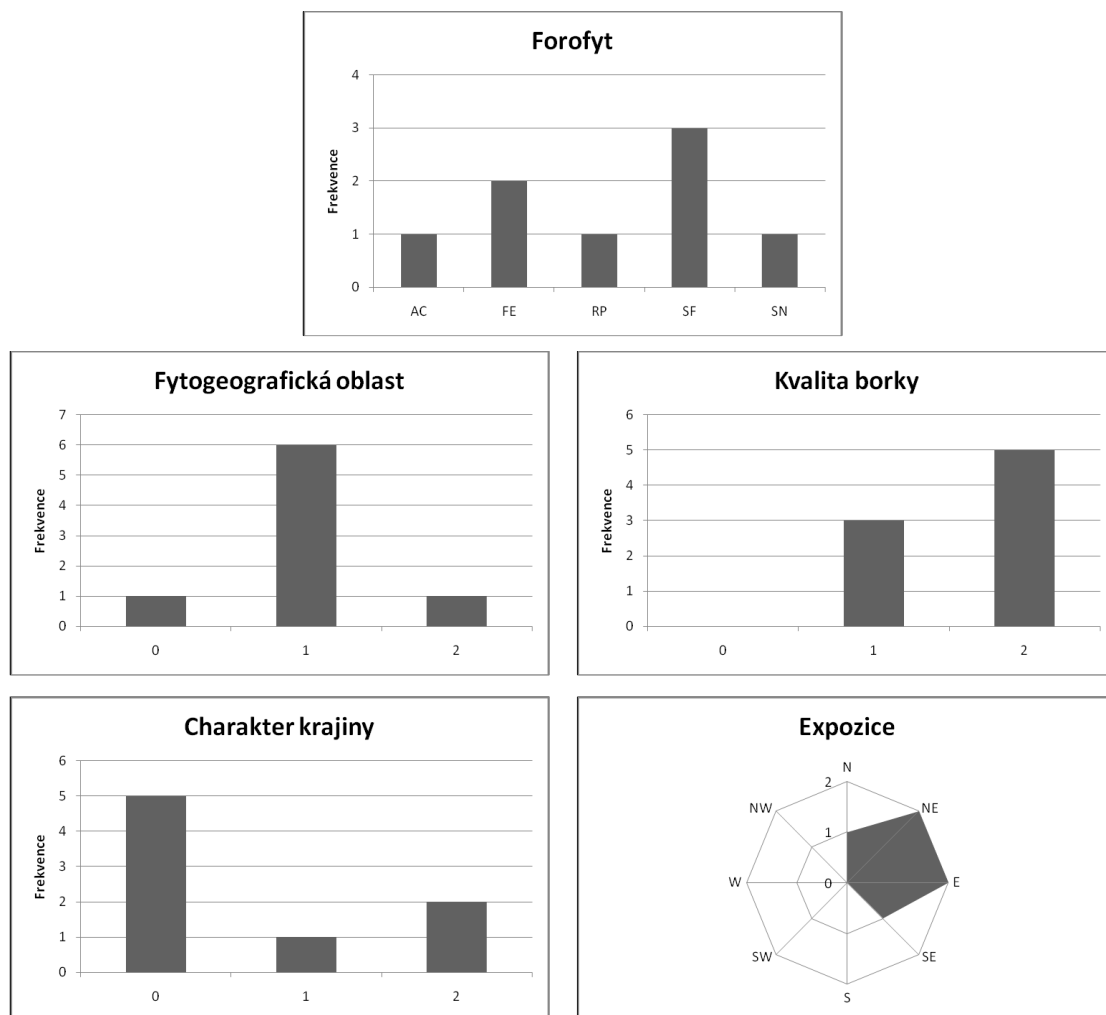 Forofyt
Frekvence
4
3
2
1
0
AC FE RP SF SN
Fytogeografická oblast
Frekvence
7
6
5
4
3
2
1
0
0 1 2
Kvalita borky
Frekvence
6
5
4
3
2
1
0
0 1 2
Charakter krajiny
Frekvence
6
5
4
3
2
1
0
0 1 2
Expozice
N
2
NW NE
1
W 0 E
SW SE
S